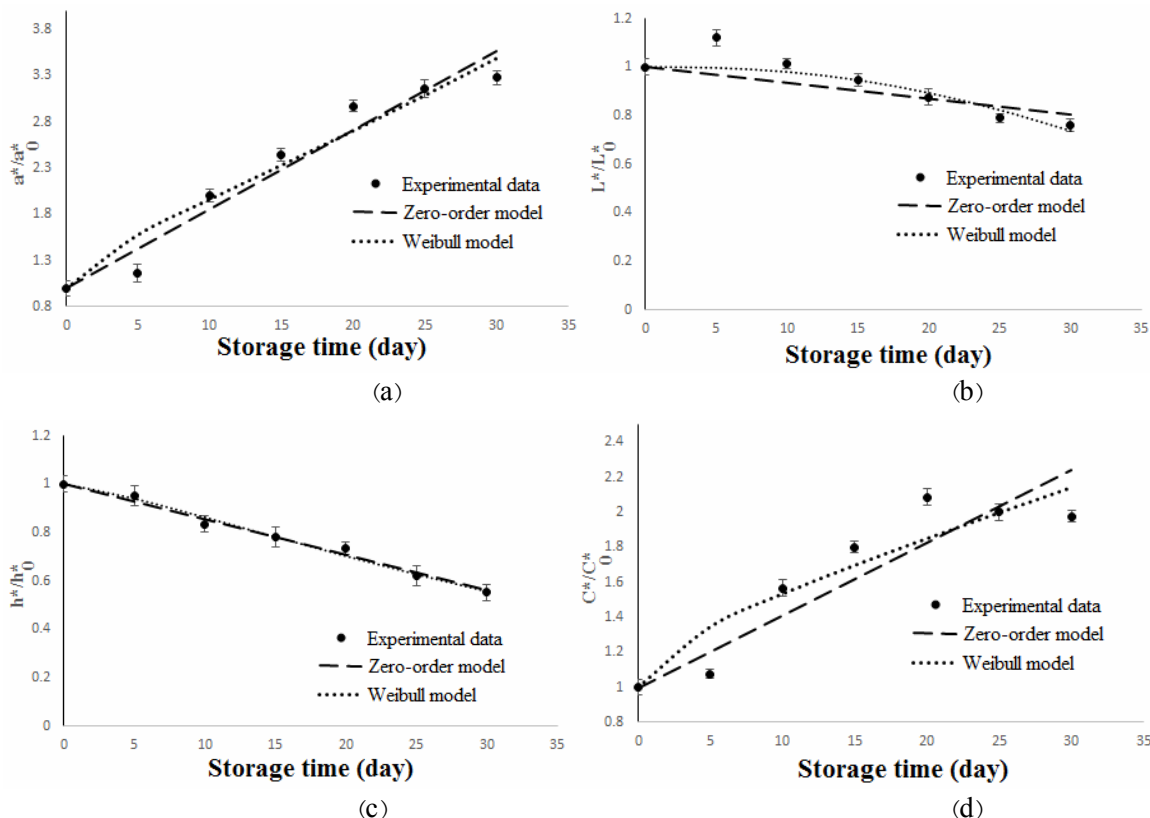 3.8
3.3
2.8
2.3
1.8
1.3
0.8
a*/a*0
Experimental data
Zero-order model
Weibull model
0 5 10 15 20 25 30 35
Storage time (day)
(a)
1.2
1
0.8
0.6
0.4
0.2
0
L*/L*0
Experimental data
Zero-order model
Weibull model
0 5 10 15 20 25 30 35
Storage time (day)
(b)
1.2
1
0.8
0.6
0.4
0.2
0
h*/h*0
Experimental data
Zero-order model
Weibull model
0 5 10 15 20 25 30 35
Storage time (day)
(c)
2.4
2.2
2
1.8
1.6
1.4
1.2
1
0.8
C*/C*0
Experimental data
Zero-order model
Weibull model
0 5 10 15 20 25 30 35
Storage time (day)
(d)